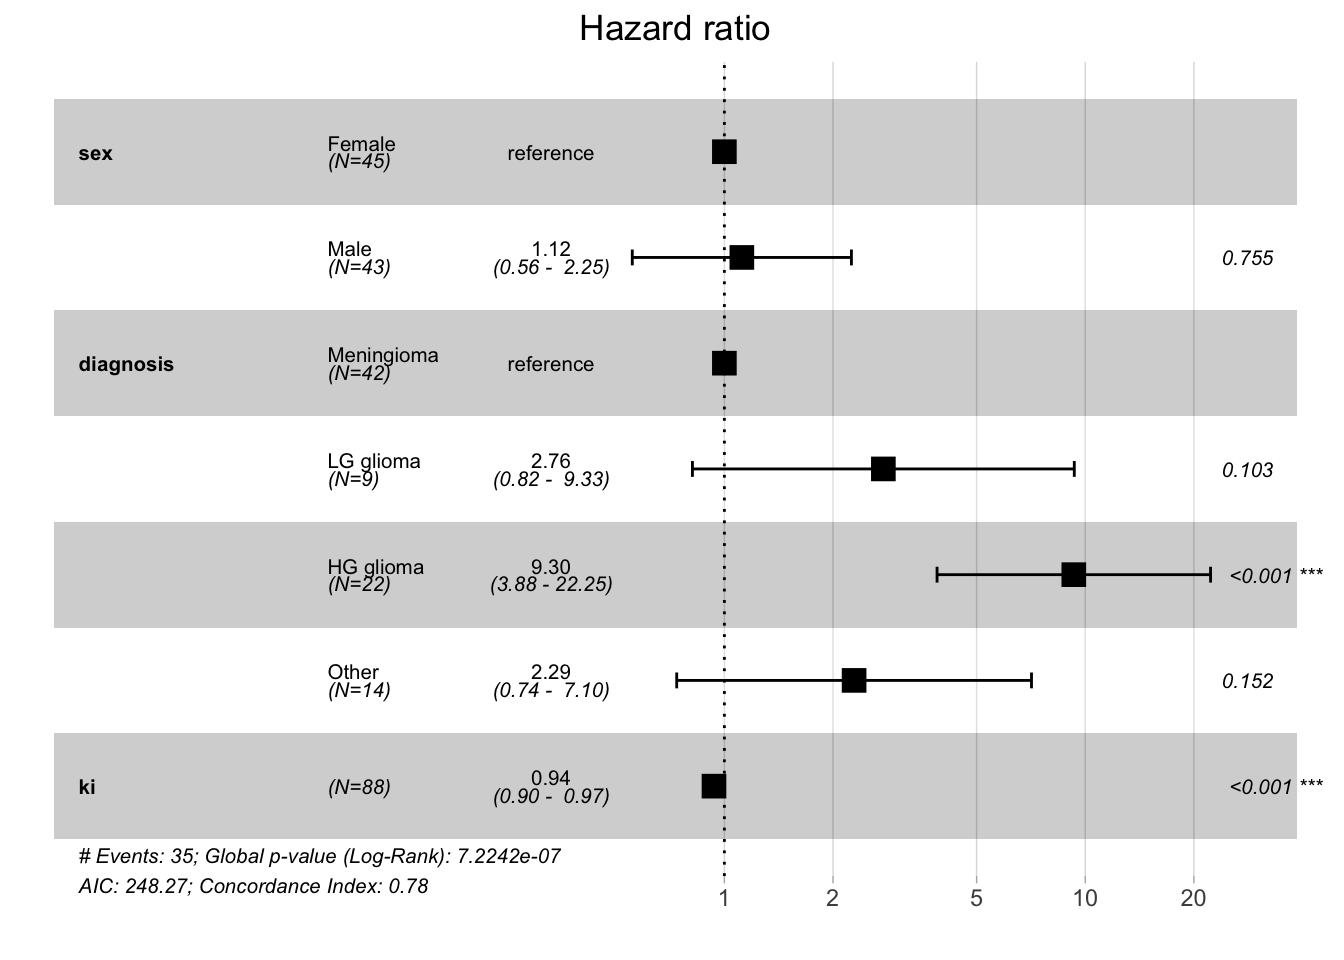 Hazard ratio
sex
Female
(N=45)
reference
Male
(N=43)
1.12
(0.56 - 2.25)
0.755
diagnosis
Meningioma
(N=42)
reference
LG glioma
(N=9)
2.76
(0.82 - 9.33)
0.103
HG glioma
(N=22)
9.30
(3.88 - 22.25)
<0.001 ***
Other
(N=14)
2.29
(0.74 - 7.10)
0.152
ki
(N=88)
0.94
(0.90 - 0.97)
<0.001 ***
# Events: 35; Global p-value (Log-Rank): 7.2242e-07
AIC: 248.27; Concordance Index: 0.78
1 2 5 10 20